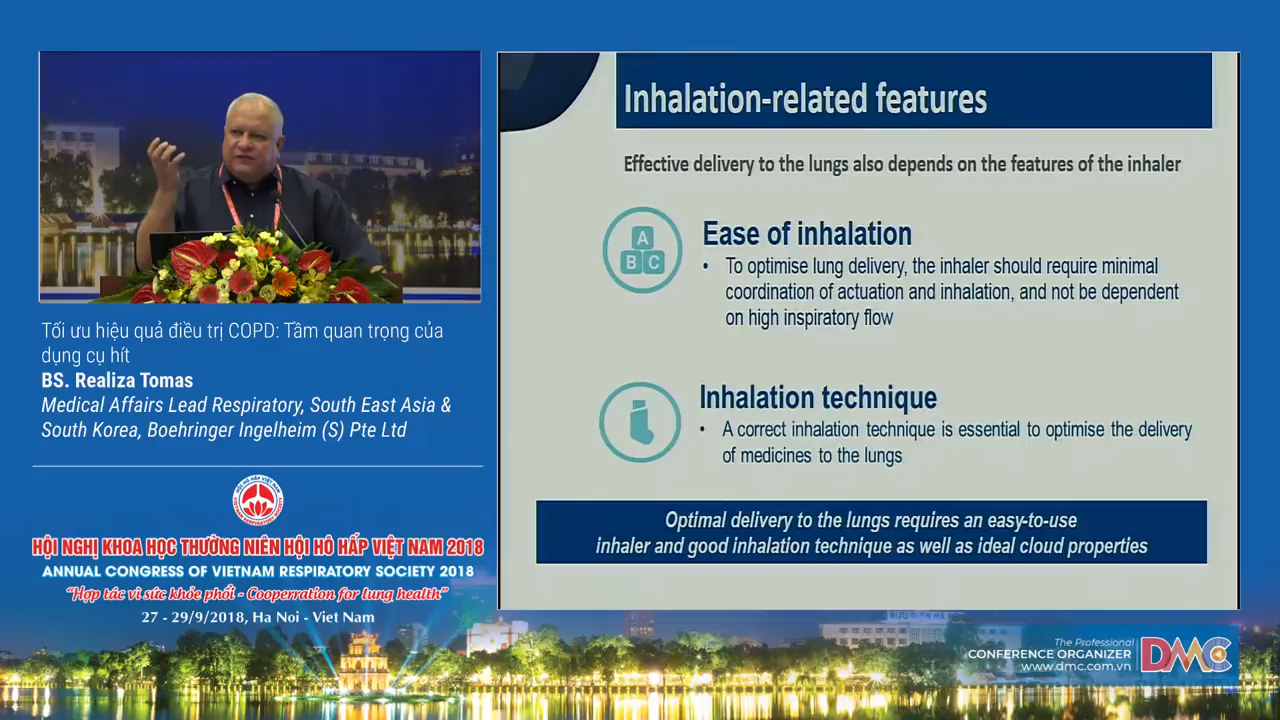 Tối ưu hiệu quả điều trị COPD: Tầm quan trọng của
dụng cụ hít
BS. Realiza Tomas
Medical Affairs Lead Respiratory, South East Asia &
South Korea, Boehringer Ingelheim (S) Pte Ltd
HỘI NGHỊ KHOA HỌC THƯỜNG NIÊN HỘI HÔ HẤP VIỆT NAM 2018
ANNUAL CONGRESS OF VIETNAM RESPIRATORY SOCIETY 2018
“Hợp tác vì sức khỏe phổi - Cooperration for lung health”
27 - 29/9/2018, Ha Noi - Viet Nam
Inhalation-related features
Effective delivery to the lungs also depends on the features of the inhaler
A
B C
Ease of inhalation
• To optimise lung delivery, the inhaler should require minimal
coordination of actuation and inhalation, and not be dependent
on high inspiratory flow
Inhalation technique
• A correct inhalation technique is essential to optimise the delivery
of medicines to the lungs
Optimal delivery to the lungs requires an easy-to-use
inhaler and good inhalation technique as well as ideal cloud properties
The Professional
CONFERENCE ORGANIZER
www.dmc.com.vn
DMC